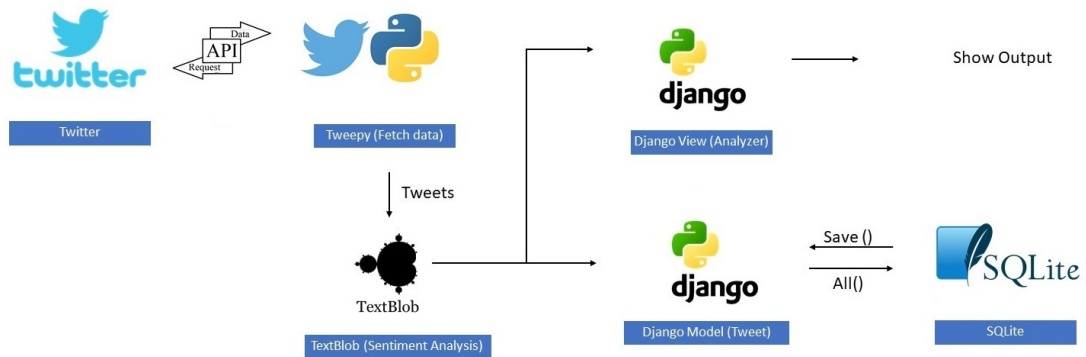 twitter
Data
API
Request
django
Show Output
Twitter
Tweepy (Fetch data)
Django View (Analyzer)
Tweets
TextBlob
django
Save ()
All()
SQLite
TextBlob (Sentiment Analysis)
Django Model (Tweet)
SQLite